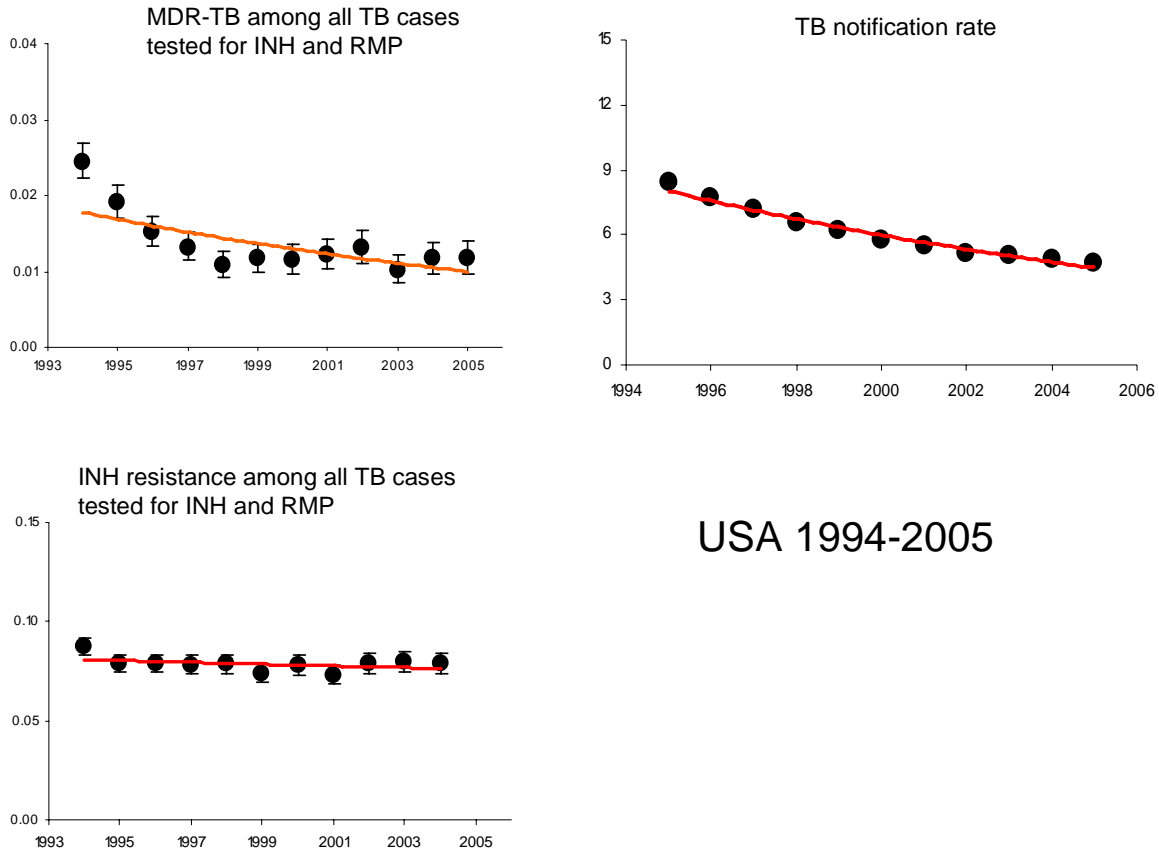 MDR-TB among all TB cases
tested for INH and RMP
0.04
0.03
0.02
0.01
0.00
1993 1995 1997 1999 2001 2003 2005
TB notification rate
15
12
9
6
3
0
1994 1996 1998 2000 2002 2004 2006
INH resistance among all TB cases
tested for INH and RMP
0.15
0.10
0.05
0.00
1993 1995 1997 1999 2001 2003 2005
USA 1994-2005